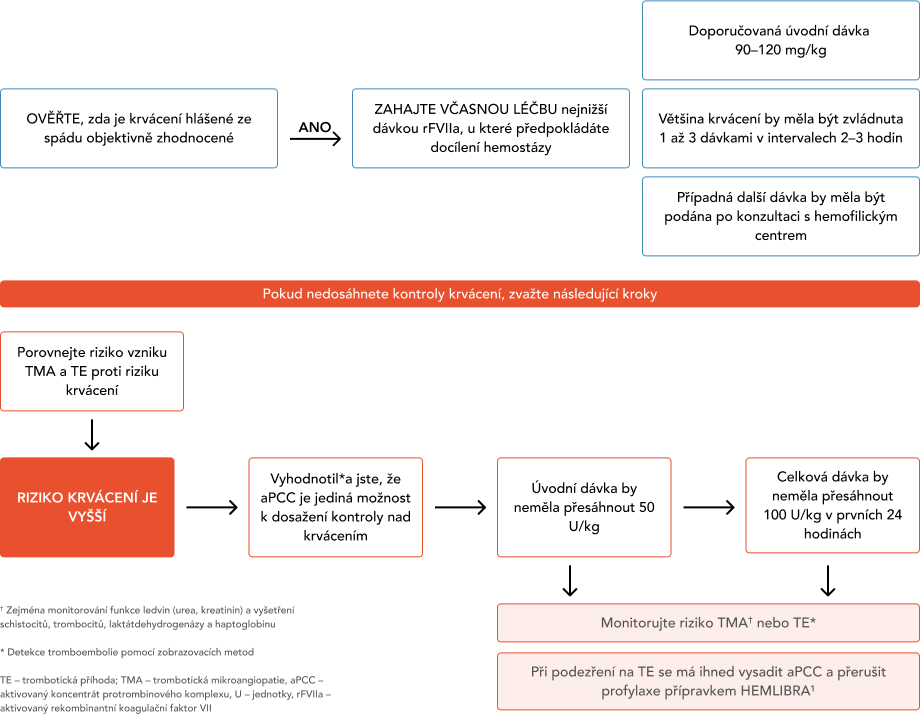 Doporučovaná úvodní dávka
90–120 mg/kg
OVĚŘTE, zda je krvácení hlášené ze
spádu objektivně zhodnocené
ANO
ZAHAJTE VČASNOU LÉČBU nejnižší
dávkou rFVIIa, u které předpokládáte
docílení hemostázy
Většina krvácení by měla být zvládnuta
1 až 3 dávkami v intervalech 2–3 hodin
Případná další dávka by měla být
podána po konzultaci s hemofilickým
centrem
Pokud nedosáhnete kontroly krvácení, zvažte následující kroky
Porovnejte riziko vzniku
TMA a TE proti riziku
krvácení
RIZIKO KRVÁCENÍ JE
VYŠŠÍ
Vyhodnotil*a jste, že
aPCC je jediná možnost
k dosažení kontroly nad
krvácením
Úvodní dávka by
neměla přesáhnout 50
U/kg
Celková dávka by
neměla přesáhnout
100 U/kg v prvních 24
hodinách
† Zejména monitorování funkce ledvin (urea, kreatinin) a vyšetření
schistocitů, trombocitů, laktátdehydrogenázy a haptoglobinu
* Detekce tromboembolie pomocí zobrazovacích metod
TE – trombotická příhoda; TMA – trombotická mikroangiopatie, aPCC –
aktivovaný koncentrát protrombinového komplexu, U – jednotky, rFVIIa –
aktivovaný rekombinantní koagulační faktor VII
Monitorujte riziko TMA† nebo TE*
Při podezření na TE se má ihned vysadit aPCC a přerušit
profylaxe přípravkem HEMLIBRA¹